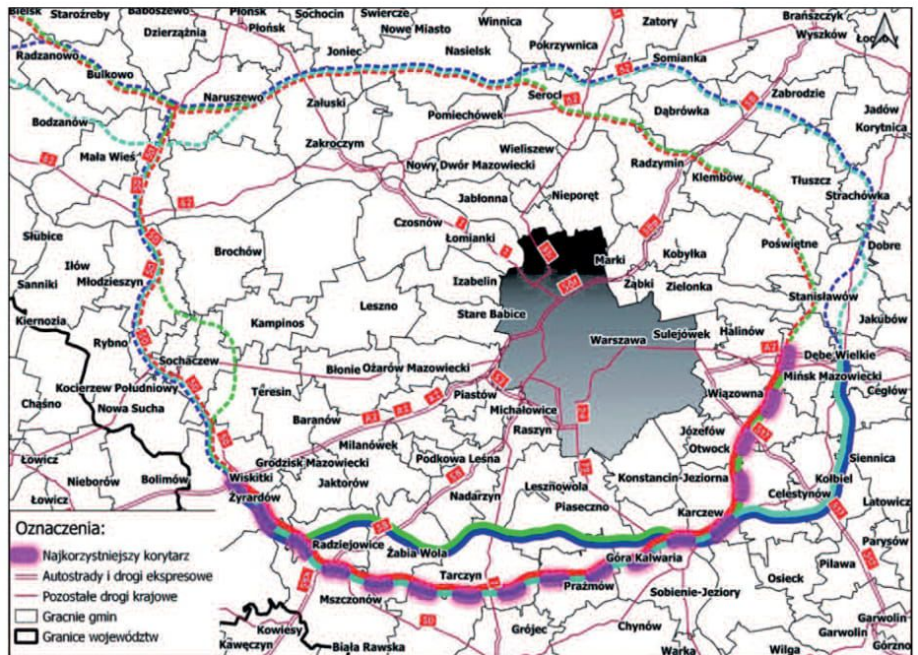 Bielsk
Staroźreby
Baboszewo
Płońsk
Sochocin
Świercze
Winnica
Zatory
Brańszczyk
Dzierzążnia
Płońsk
Nowe Miasto
Wyszków
Radzanowo
Joniec
Nasielsk
Pokrzywnica
Somianka
Bulkowo
Naruszewo
Załuski
Serock
Zabrodzie
Jadów
Bodzanów
Pomiechówek
Dąbrówka
Korytnica
Mała Wieś
Zakroczym
Wieliszew
Radzymin
Nowy Dwór Mazowiecki
Klembów
Tłuszcz
Jabłonna
Nieporęt
Strachówka
Słubice
Czosnów
Łomianki
Brochów
Marki
Kobyłka
Poświętne
Dobre
Iłów
Sanniki
Młodzieszyn
Izabelin
Ząbki
Zielonka
Stanisławów
Kiernozia
Leszno
Stare Babice
Jakubów
Rybno
Kampinos
Warszawa
Sulejówek
Halinów
Sochaczew
Błonie
Ożarów Mazowiecki
Dębe Wielkie
Kocierzew Południowy
Teresin
Piastów
Mińsk Mazowiecki
Chąśno
Nowa Sucha
Baranów
Michałowice
Wiązowna
Cegłów
Milanówek
Raszyn
Józefów
Łowicz
Grodzisk Mazowiecki
Podkowa Leśna
Otwock
Siennica
Nieborów
Bolimów
Wiskitki
Jaktorów
Lesznowola
Konstancin-Jeziorna
Kołbiel
Łowicz
Żyrardów
Nadarzyn
Piaseczno
Karczew
Celestynów
Latowicz
Radziejowice
Żabia Wola
Góra Kalwaria
Parysów
Tarczyn
Prażmów
Osieck
Pilawa
Mszczonów
Sobienie-Jeziory
Garwolin
Kowiesy
Grójec
Chynów
Garwolin
Kawęczyn
Biała Rawska
Warka
Wilga
Górzno
Oznaczenia:
Najkorzystniejszy korytarz
Autostrady i drogi ekspresowe
Pozostałe drogi krajowe
Gracnie gmin
Granice województw